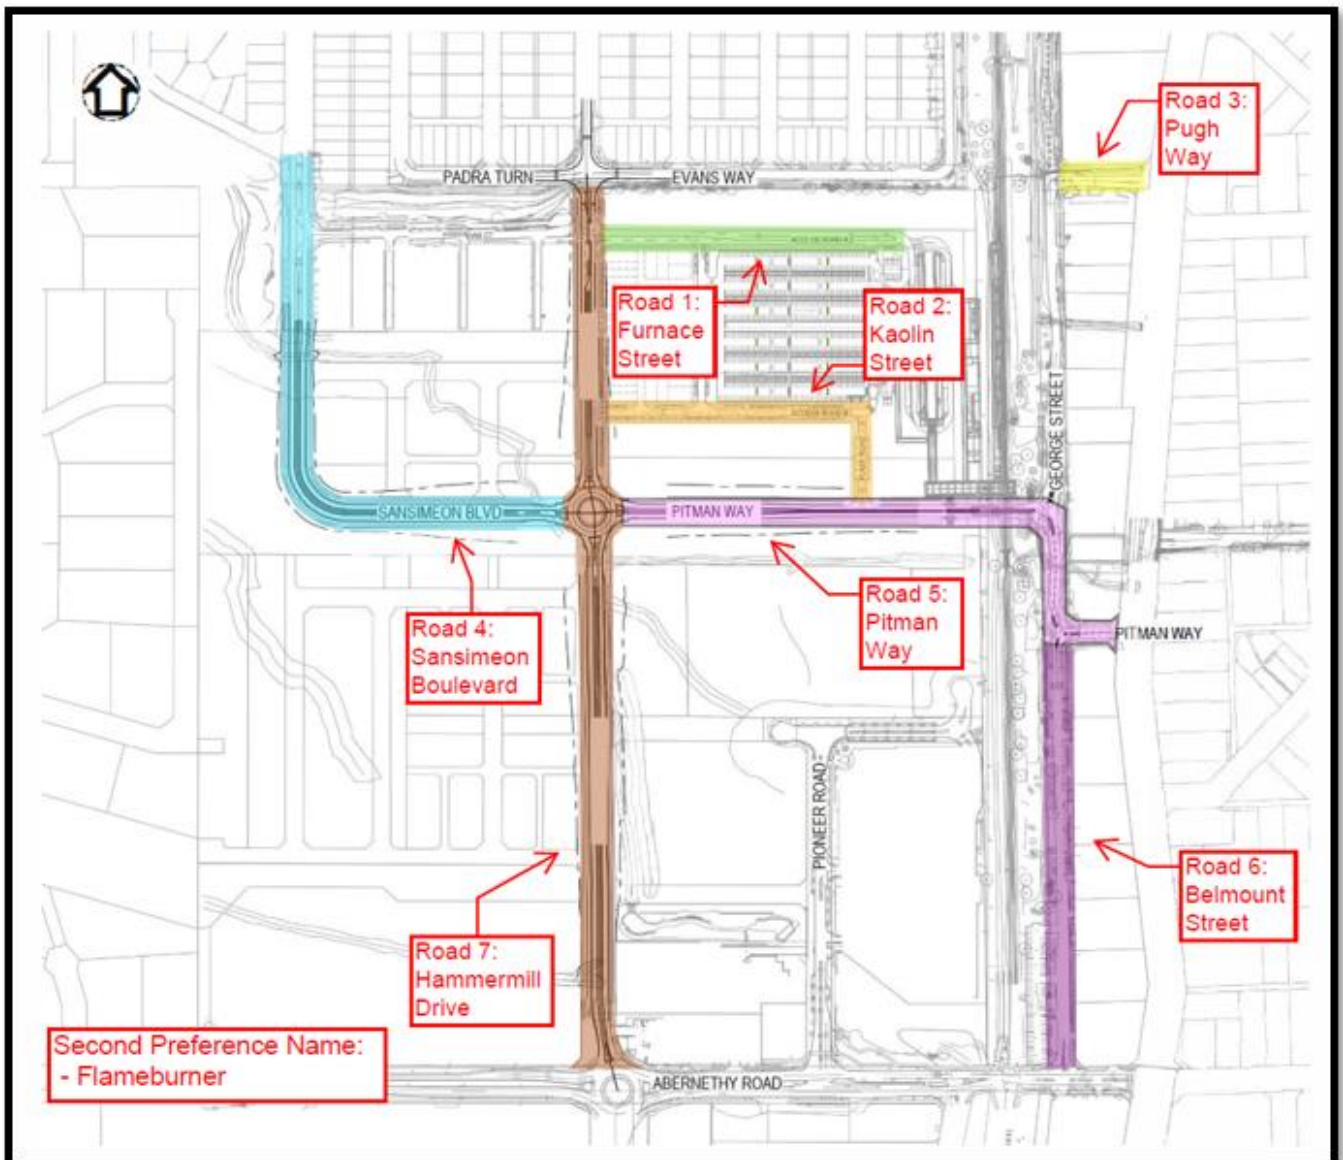 Road 3:
Pugh
Way
PADRA TURN
EVANS WAY
Road 1:
Furnace
Street
Road 2:
Kaolin
Street
GEORGE STREET
SANSIMEON BLVD
PITMAN WAY
Road 4:
Sansimeon
Boulevard
Road 5:
Pitman
Way
PITMAN WAY
PIONEER ROAD
Road 6:
Belmount
Street
Road 7:
Hammermill
Drive
Second Preference Name:
- Flameburner
ABERNETHY ROAD